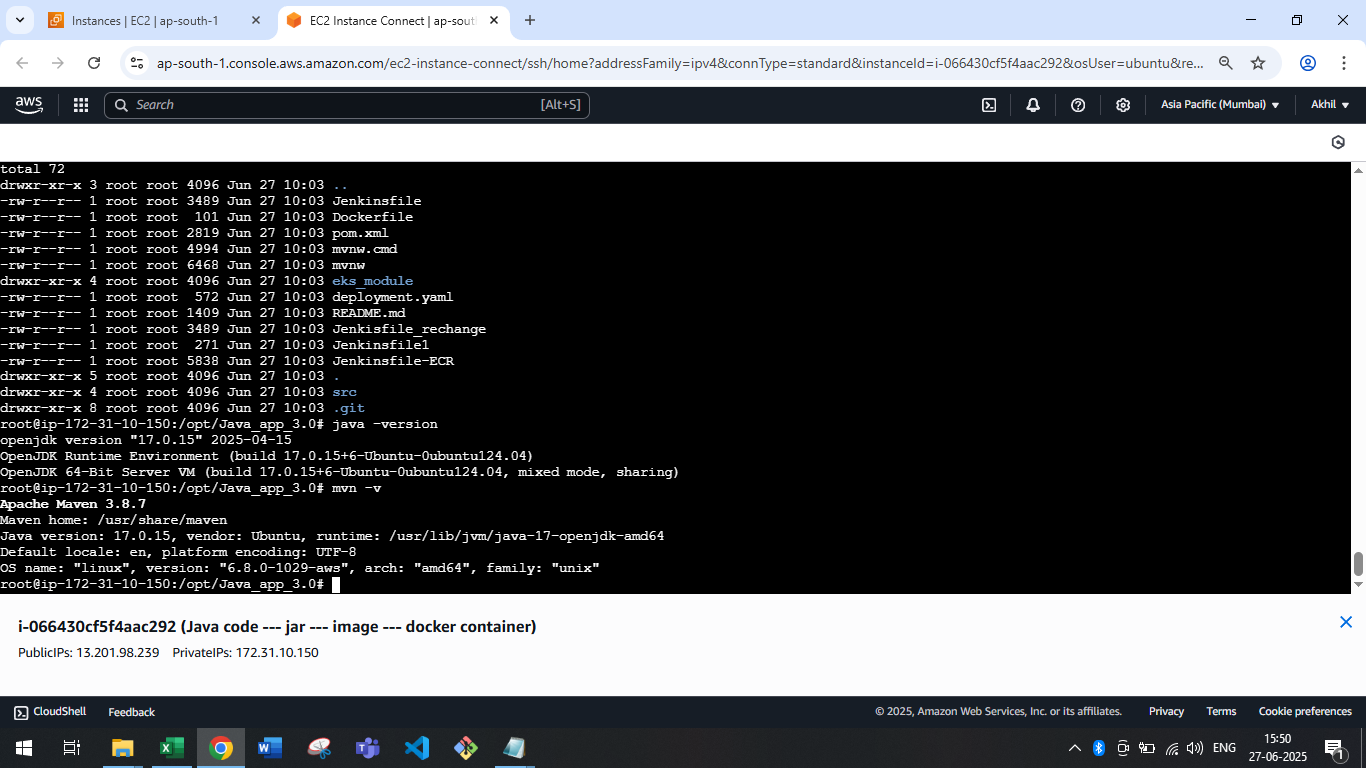 Instances | EC2 | ap-south-1
EC2 Instance Connect | ap-sout
ap-south-1.console.aws.amazon.com/ec2-instance-connect/ssh/home?addressFamily=ipv4&connType=standard&instanceId=i-066430cf5f4aac292&osUser=ubuntu&re...
aws
Search
[Alt+S]
Asia Pacific (Mumbai)
Akhil
total 72
drwxr-xr-x 3 root root 4096 Jun 27 10:03 ..
-rw-r--r-- 1 root root 3489 Jun 27 10:03 Jenkinsfile
-rw-r--r-- 1 root root  101 Jun 27 10:03 Dockerfile
-rw-r--r-- 1 root root 2819 Jun 27 10:03 pom.xml
-rw-r--r-- 1 root root 4994 Jun 27 10:03 mvnw.cmd
-rw-r--r-- 1 root root 6468 Jun 27 10:03 mvnw
drwxr-xr-x 4 root root 4096 Jun 27 10:03 eks_module
-rw-r--r-- 1 root root  572 Jun 27 10:03 deployment.yaml
-rw-r--r-- 1 root root 1409 Jun 27 10:03 README.md
-rw-r--r-- 1 root root 3489 Jun 27 10:03 Jenkisfile_rechange
-rw-r--r-- 1 root root  271 Jun 27 10:03 Jenkinsfile1
-rw-r--r-- 1 root root 5838 Jun 27 10:03 Jenkinsfile-ECR
drwxr-xr-x 5 root root 4096 Jun 27 10:03 .
drwxr-xr-x 4 root root 4096 Jun 27 10:03 src
drwxr-xr-x 8 root root 4096 Jun 27 10:03 .git
root@ip-172-31-10-150:/opt/Java_app_3.0# java -version
openjdk version "17.0.15" 2025-04-15
OpenJDK Runtime Environment (build 17.0.15+6-Ubuntu-0ubuntu124.04)
OpenJDK 64-Bit Server VM (build 17.0.15+6-Ubuntu-0ubuntu124.04, mixed mode, sharing)
root@ip-172-31-10-150:/opt/Java_app_3.0# mvn -v
Apache Maven 3.8.7
Maven home: /usr/share/maven
Java version: 17.0.15, vendor: Ubuntu, runtime: /usr/lib/jvm/java-17-openjdk-amd64
Default locale: en, platform encoding: UTF-8
OS name: "linux", version: "6.8.0-1029-aws", arch: "amd64", family: "unix"
root@ip-172-31-10-150:/opt/Java_app_3.0#
i-066430cf5f4aac292 (Java code --- jar --- image --- docker container)
PublicIPs: 13.201.98.239 PrivateIPs: 172.31.10.150
CloudShell
Feedback
© 2025, Amazon Web Services, Inc. or its affiliates.
Privacy
Terms
Cookie preferences
ENG
15:50
27-06-2025
1